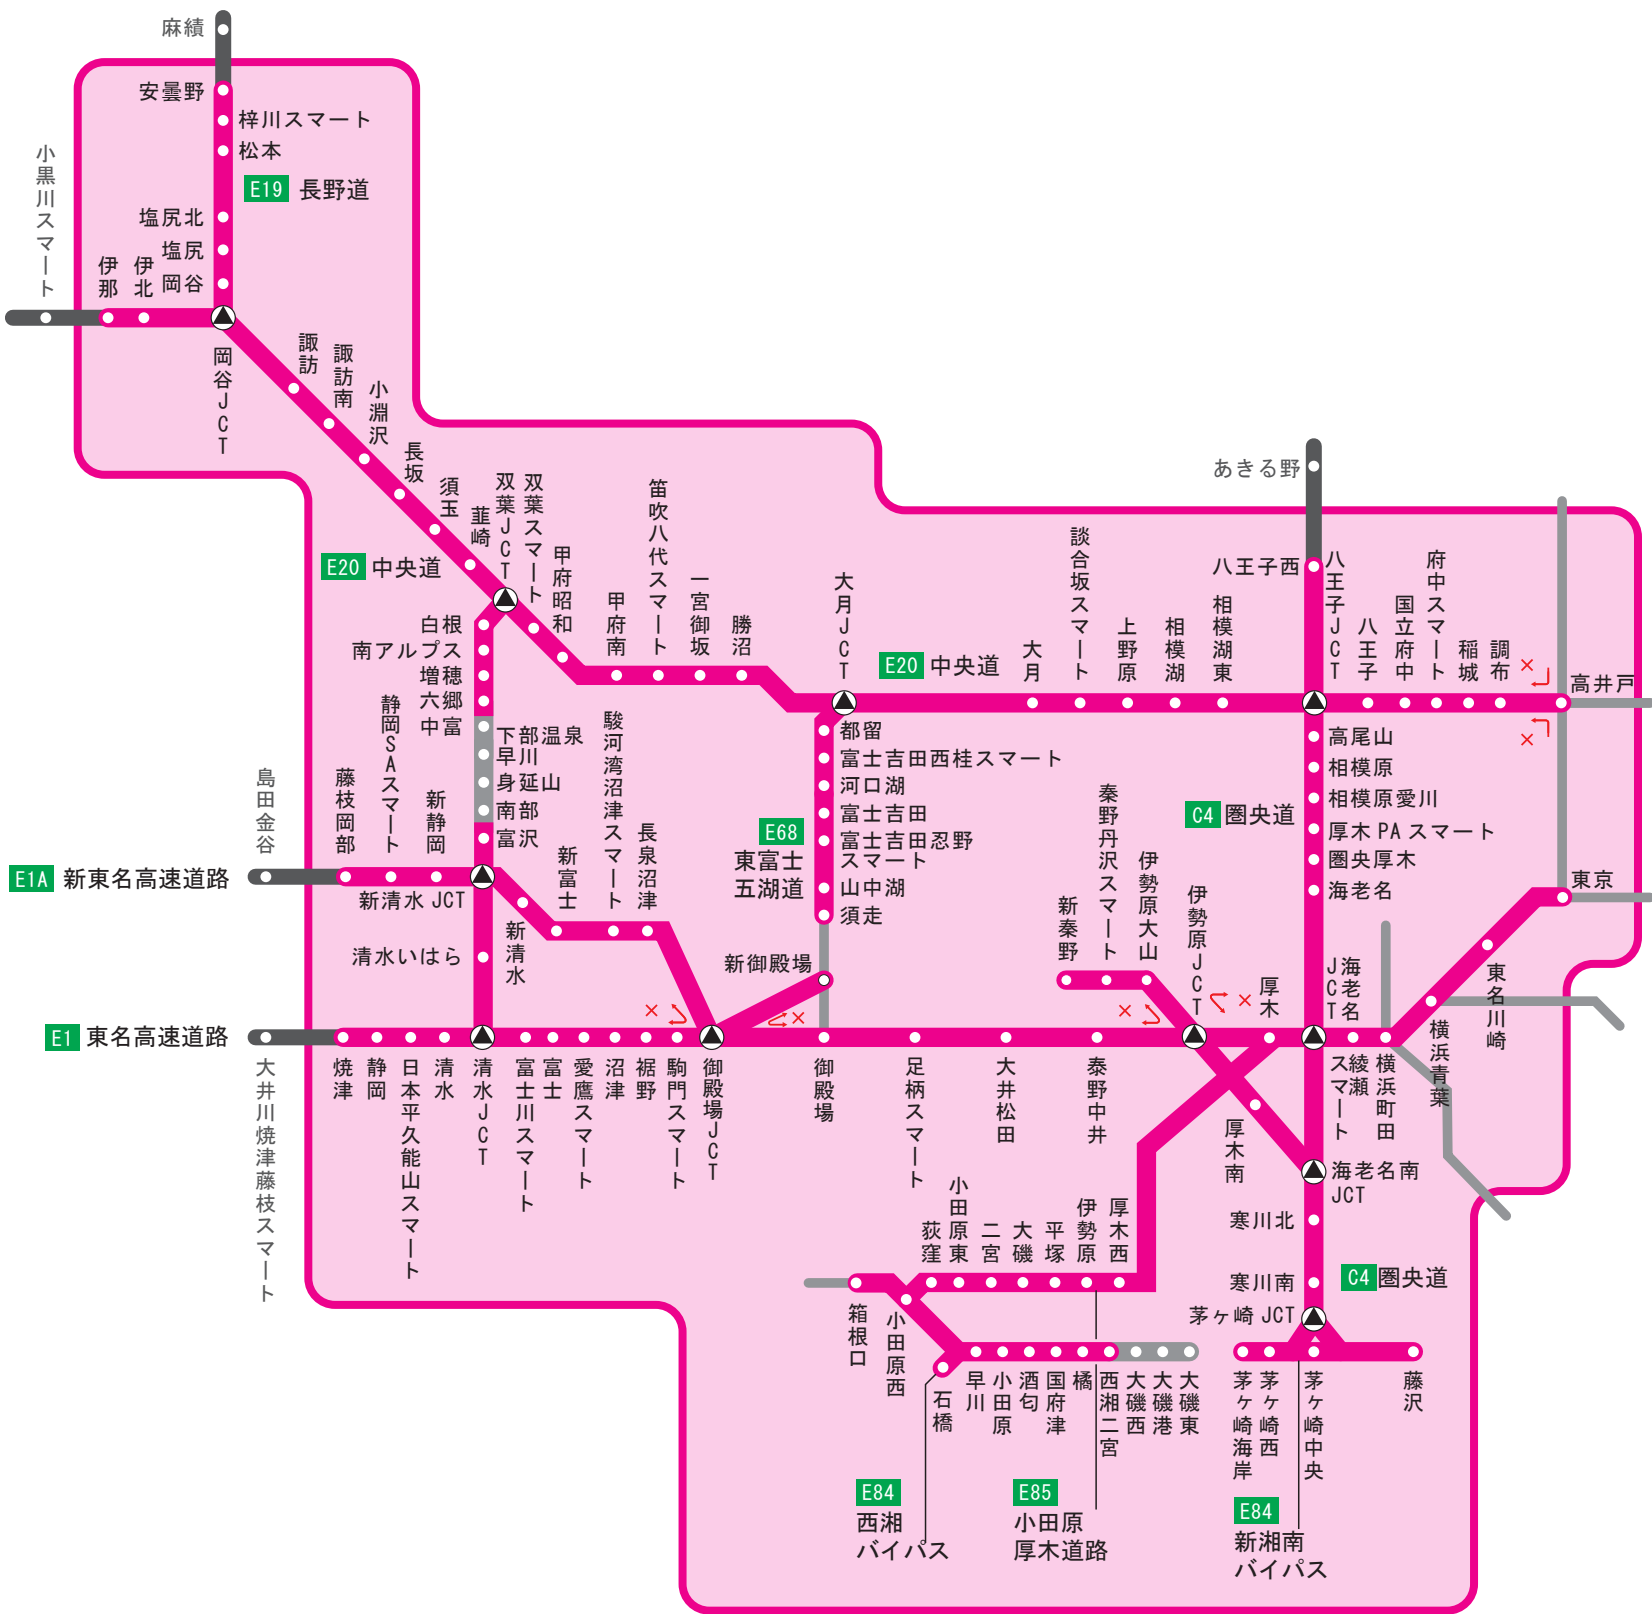 麻績
安曇野
梓川スマート
松本
E19 長野道
塩尻北
塩尻
岡谷
小黒川スマート
伊那
伊北
岡谷JCT
諏訪
諏訪南
小淵沢
長坂
須玉
韮崎
双葉JCT
双葉スマート
甲府昭和
E20 中央道
甲府南
笛吹八代スマート
一宮御坂
勝沼
大月JCT
E20 中央道
大月
談合坂スマート
上野原
相模湖
相模湖東
あきる野
八王子西
八王子JCT
八王子
国立府中
府中スマート
稲城
調布
高井戸
白根
南アルプス
増穂
六郷
中富
下部温泉
早川
身延山
南部
富沢
都留
富士吉田西桂スマート
河口湖
富士吉田
富士吉田忍野
スマート
山中湖
須走
E68
東富士
五湖道
新御殿場
高尾山
相模原
相模原愛川
厚木 PA スマート
圏央厚木
海老名
C4 圏央道
島田金谷
藤枝岡部
静岡SAスマート
新静岡
E1A 新東名高速道路
新清水 JCT
新清水
新富士
駿河湾沼津スマート
長泉沼津
清水いはら
新秦野
秦野丹沢スマート
伊勢原大山
伊勢原JCT
厚木
海老名
JCT
東京
東名川崎
横浜青葉
E1 東名高速道路
大井川焼津藤枝スマート
焼津
静岡
日本平久能山スマート
清水
清水JCT
富士川スマート
富士
愛鷹スマート
沼津
裾野
駒門スマート
御殿場JCT
御殿場
足柄スマート
大井松田
秦野中井
厚木南
綾瀬
スマート
横浜町田
海老名南
JCT
寒川北
寒川南
C4 圏央道
茅ヶ崎 JCT
荻窪
小田原東
二宮
大磯
平塚
伊勢原
厚木西
箱根口
小田原西
石橋
早川
小田原
酒匂
国府津
橘
西湘二宮
大磯西
大磯港
大磯東
茅ヶ崎海岸
茅ヶ崎西
茅ヶ崎中央
藤沢
E84
西湘
バイパス
E85
小田原
厚木道路
E84
新湘南
バイパス